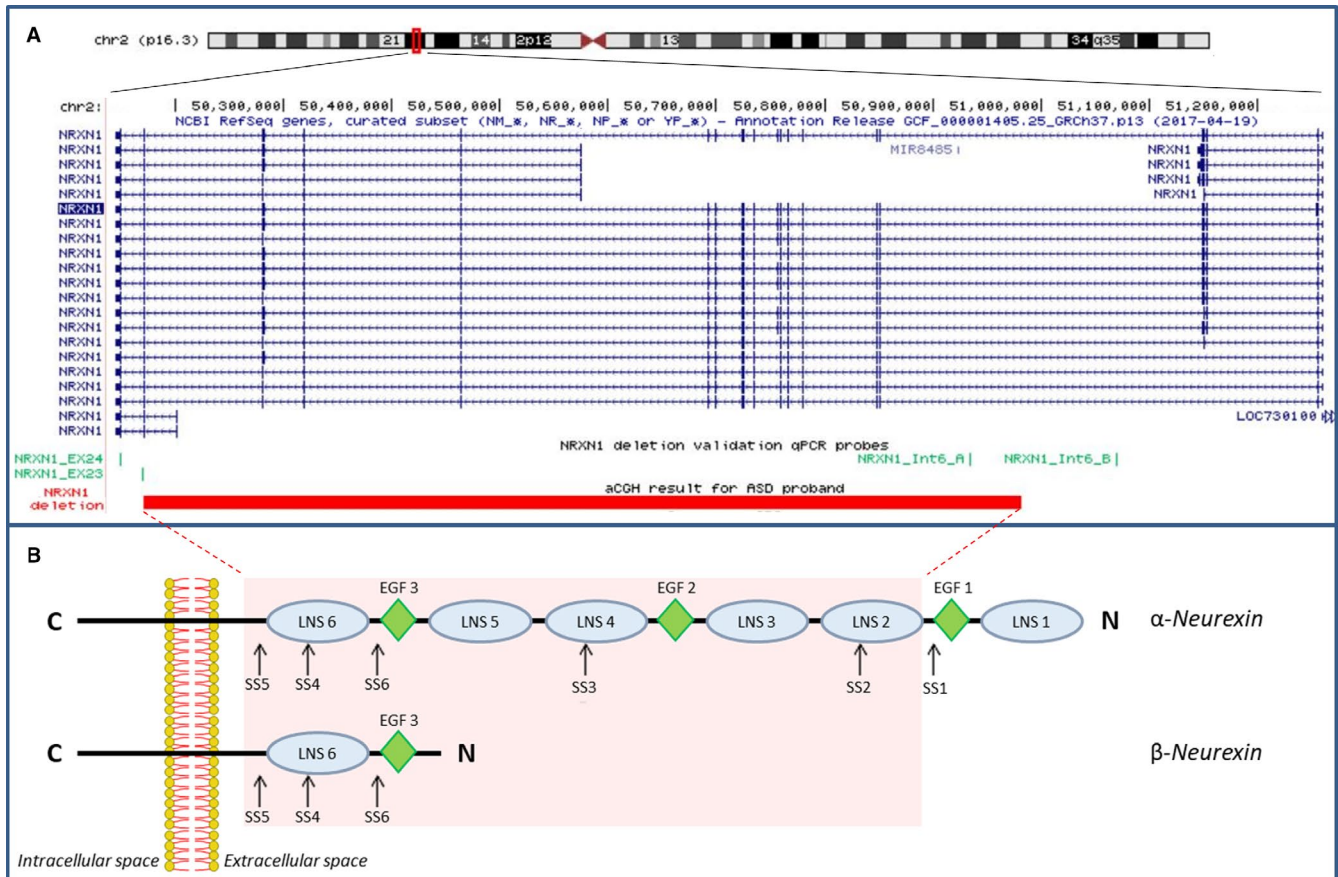 A
chr2 (p16.3) 21 14 2p12 13 34 q35
chr2: 50,300,000 50,400,000 50,500,000 50,600,000 50,700,000 50,800,000 50,900,000 51,000,000 51,100,000 51,200,000
NCBI RefSeq genes, curated subset (NM_*, NR_*, NP_* or YP_*) - Annotation Release GCF_000001405.25_GRCh37.p13 (2017-04-19)
NRXN1
NRXN1 MIR8485 NRXN1
NRXN1 NRXN1
NRXN1 NRXN1
NRXN1 NRXN1
NRXN1
NRXN1
NRXN1
NRXN1
NRXN1
NRXN1
NRXN1
NRXN1
NRXN1
NRXN1
NRXN1
NRXN1
NRXN1
NRXN1
NRXN1 LOC730100
NRXN1
NRXN1 deletion validation qPCR probes
NRXN1_EX24 NRXN1_Int6_A NRXN1_Int6_B
NRXN1_EX23
NRXN1 aCGH result for ASD proband
deletion
B
EGF 3 EGF 2 EGF 1
C LNS 6 LNS 5 LNS 4 LNS 3 LNS 2 LNS 1 N α-Neurexin
SS5 SS4 SS6 SS3 SS2 SS1
EGF 3
C LNS 6 N β-Neurexin
SS5 SS4 SS6
Intracellular space Extracellular space